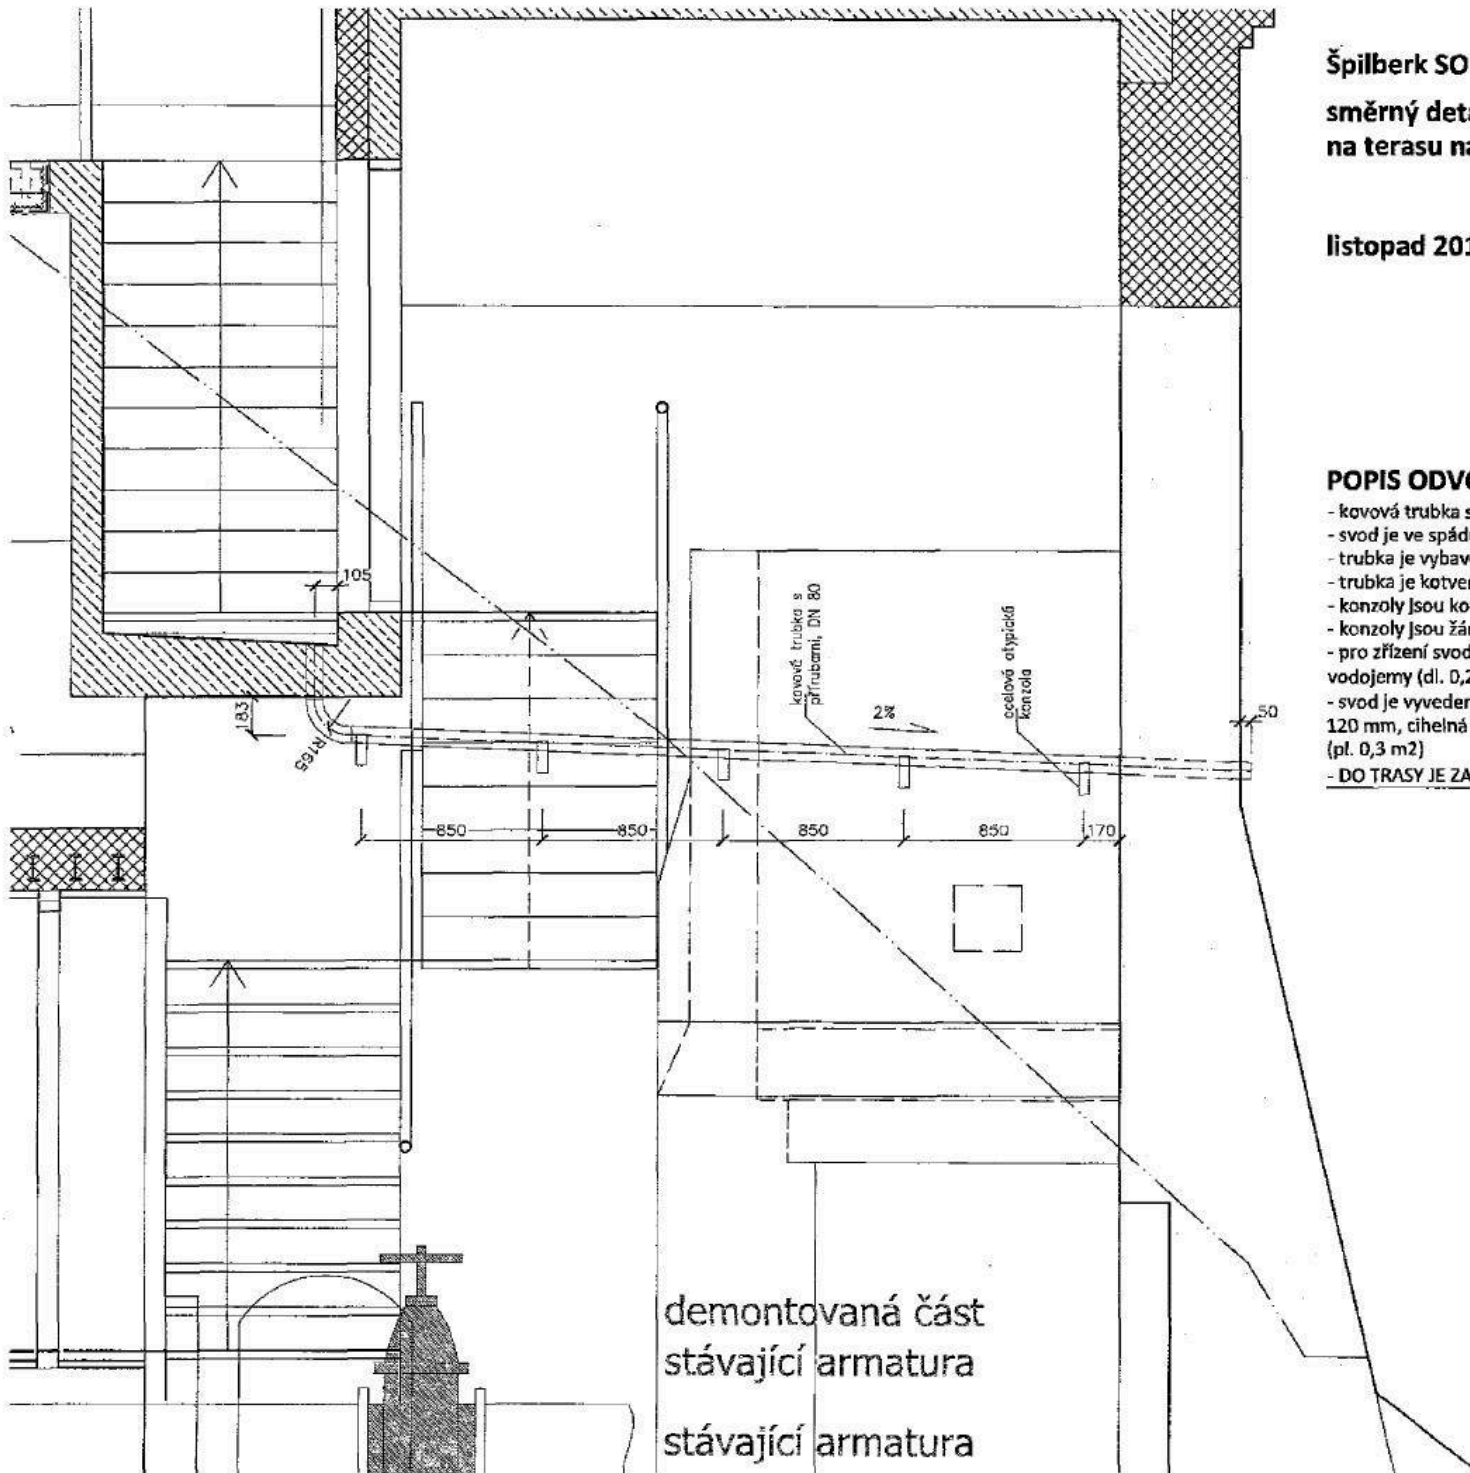 Špilberk SO
směrný deta
na terasu na
listopad 201
POPIS ODVO
- kovová trubka s
- svod je ve spádu
- trubka je vybave
- trubka je kotven
- konzoly jsou ko
- konzoly jsou žár
- pro zřízení svod
vodojemy (dl. 0,2
- svod je vyveden
120 mm, cihelná
(pl. 0,3 m2)
- DO TRASY JE ZA
105
183
R165
kovová trubka s
přírubami, DN 80
2%
ocelová atypická
konzola
50
850
850
850
850
170
demontovaná část
stávající armatura
stávající armatura